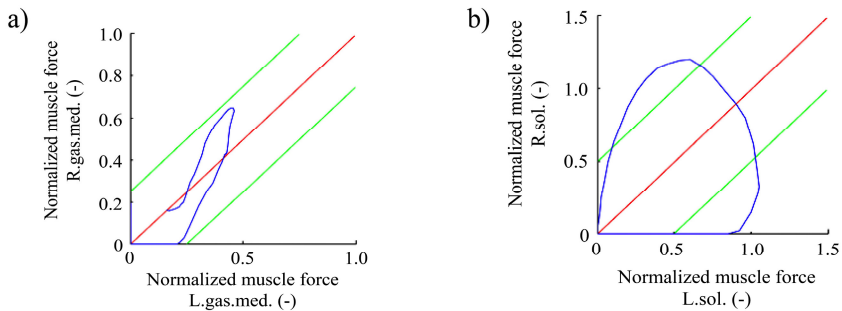 a)
Normalized muscle force
R.gas.med. (-)
1.0
0.8
0.6
0.4
0.2
0
0
0.5
1.0
Normalized muscle force
L.gas.med. (-)
b)
Normalized muscle force
R.sol. (-)
1.5
1.0
0.5
0
0
0.5
1.0
1.5
Normalized muscle force
L.sol. (-)